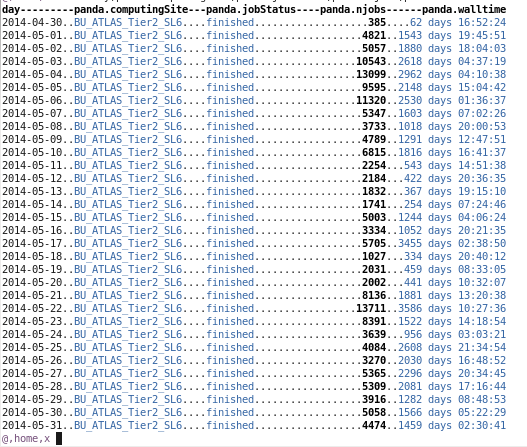 day-----panda.computingSite---panda.jobStatus----panda.njobs------panda.walltime
2014-04-30..BU_ATLAS_Tier2_SL6....finished...................385....62 days 16:52:24
2014-05-01..BU_ATLAS_Tier2_SL6....finished..................4821..1543 days 19:45:51
2014-05-02..BU_ATLAS_Tier2_SL6....finished..................5057..1880 days 18:04:03
2014-05-03..BU_ATLAS_Tier2_SL6....finished.................10543..2618 days 04:37:19
2014-05-04..BU_ATLAS_Tier2_SL6....finished.................13099..2962 days 04:10:38
2014-05-05..BU_ATLAS_Tier2_SL6....finished..................9595..2148 days 15:04:42
2014-05-06..BU_ATLAS_Tier2_SL6....finished.................11320..2530 days 01:36:37
2014-05-07..BU_ATLAS_Tier2_SL6....finished..................5347..1603 days 07:02:26
2014-05-08..BU_ATLAS_Tier2_SL6....finished..................3733..1018 days 20:00:53
2014-05-09..BU_ATLAS_Tier2_SL6....finished..................4789..1291 days 12:47:51
2014-05-10..BU_ATLAS_Tier2_SL6....finished..................6815..1816 days 16:41:37
2014-05-11..BU_ATLAS_Tier2_SL6....finished..................2254...543 days 14:51:38
2014-05-12..BU_ATLAS_Tier2_SL6....finished..................2184...422 days 20:36:35
2014-05-13..BU_ATLAS_Tier2_SL6....finished..................1832...367 days 19:15:10
2014-05-14..BU_ATLAS_Tier2_SL6....finished..................1741...254 days 07:24:46
2014-05-15..BU_ATLAS_Tier2_SL6....finished..................5003..1244 days 04:06:24
2014-05-16..BU_ATLAS_Tier2_SL6....finished..................3334..1052 days 20:21:35
2014-05-17..BU_ATLAS_Tier2_SL6....finished..................5705..3455 days 02:38:50
2014-05-18..BU_ATLAS_Tier2_SL6....finished..................1027...334 days 20:40:12
2014-05-19..BU_ATLAS_Tier2_SL6....finished..................2031...459 days 08:33:05
2014-05-20..BU_ATLAS_Tier2_SL6....finished..................2002...441 days 10:32:07
2014-05-21..BU_ATLAS_Tier2_SL6....finished..................8136..1881 days 13:20:38
2014-05-22..BU_ATLAS_Tier2_SL6....finished.................13711..3586 days 10:27:36
2014-05-23..BU_ATLAS_Tier2_SL6....finished..................8391..1522 days 14:18:54
2014-05-24..BU_ATLAS_Tier2_SL6....finished..................3639...956 days 03:03:21
2014-05-25..BU_ATLAS_Tier2_SL6....finished..................4084..2608 days 21:34:54
2014-05-26..BU_ATLAS_Tier2_SL6....finished..................3270..2030 days 16:48:52
2014-05-27..BU_ATLAS_Tier2_SL6....finished..................5365..2296 days 20:34:45
2014-05-28..BU_ATLAS_Tier2_SL6....finished..................5309..2081 days 17:16:44
2014-05-29..BU_ATLAS_Tier2_SL6....finished..................3916..1282 days 08:48:53
2014-05-30..BU_ATLAS_Tier2_SL6....finished..................5058..1566 days 05:22:29
2014-05-31..BU_ATLAS_Tier2_SL6....finished..................4474..1459 days 02:30:41
@,home,x